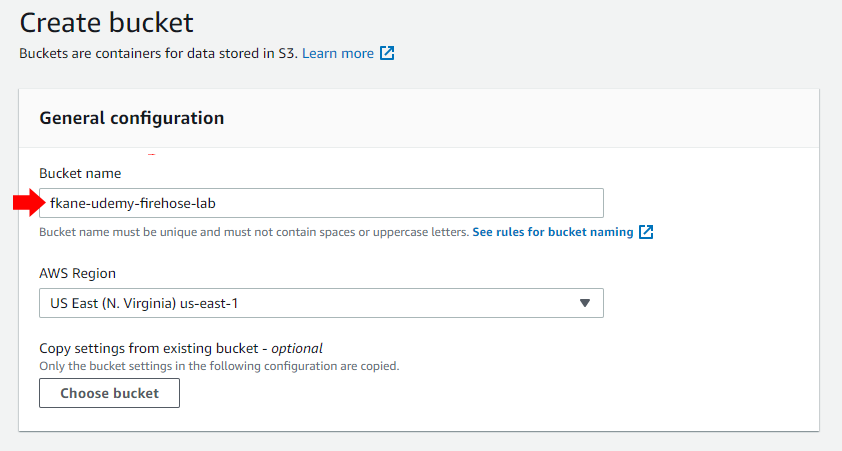 Create bucket
Buckets are containers for data stored in S3. Learn more
General configuration
Bucket name
fkane-udemy-firehose-lab
Bucket name must be unique and must not contain spaces or uppercase letters. See rules for bucket naming
AWS Region
US East (N. Virginia) us-east-1
Copy settings from existing bucket - optional
Only the bucket settings in the following configuration are copied.
Choose bucket